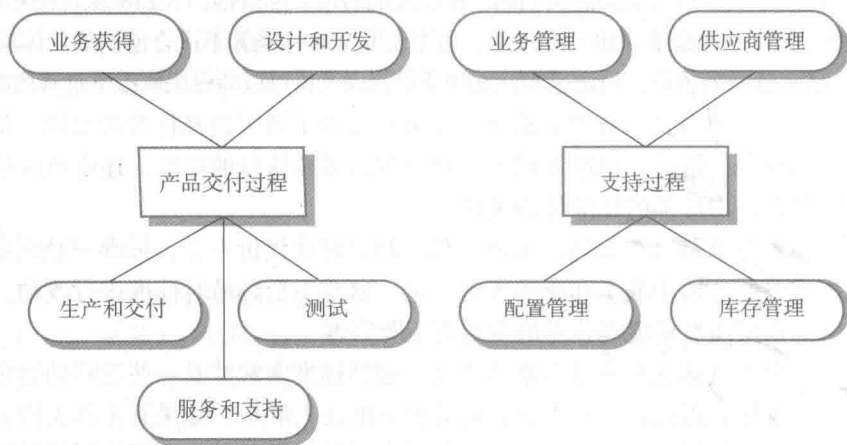 业务获得
设计和开发
业务管理
供应商管理
产品交付过程
支持过程
生产和交付
测试
配置管理
库存管理
服务和支持